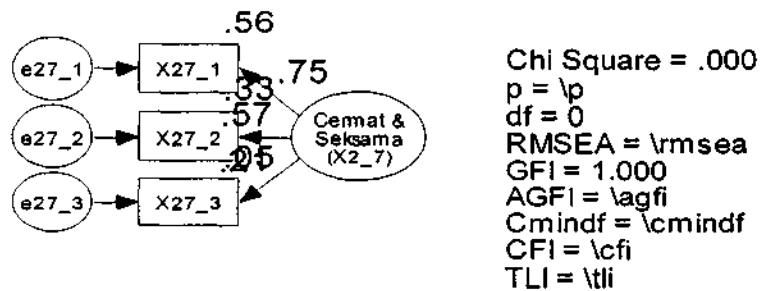 .56
e27_1
X27_1
.75
.33
e27_2
X27_2
.57
Cermat &
Seksama
(X2_7)
.05
e27_3
X27_3
Chi Square = .000
p = \p
df = 0
RMSEA = \rmsea
GFI = 1.000
AGFI = \agfi
Cmindf = \cmindf
CFI = \cfi
TLI = \tli